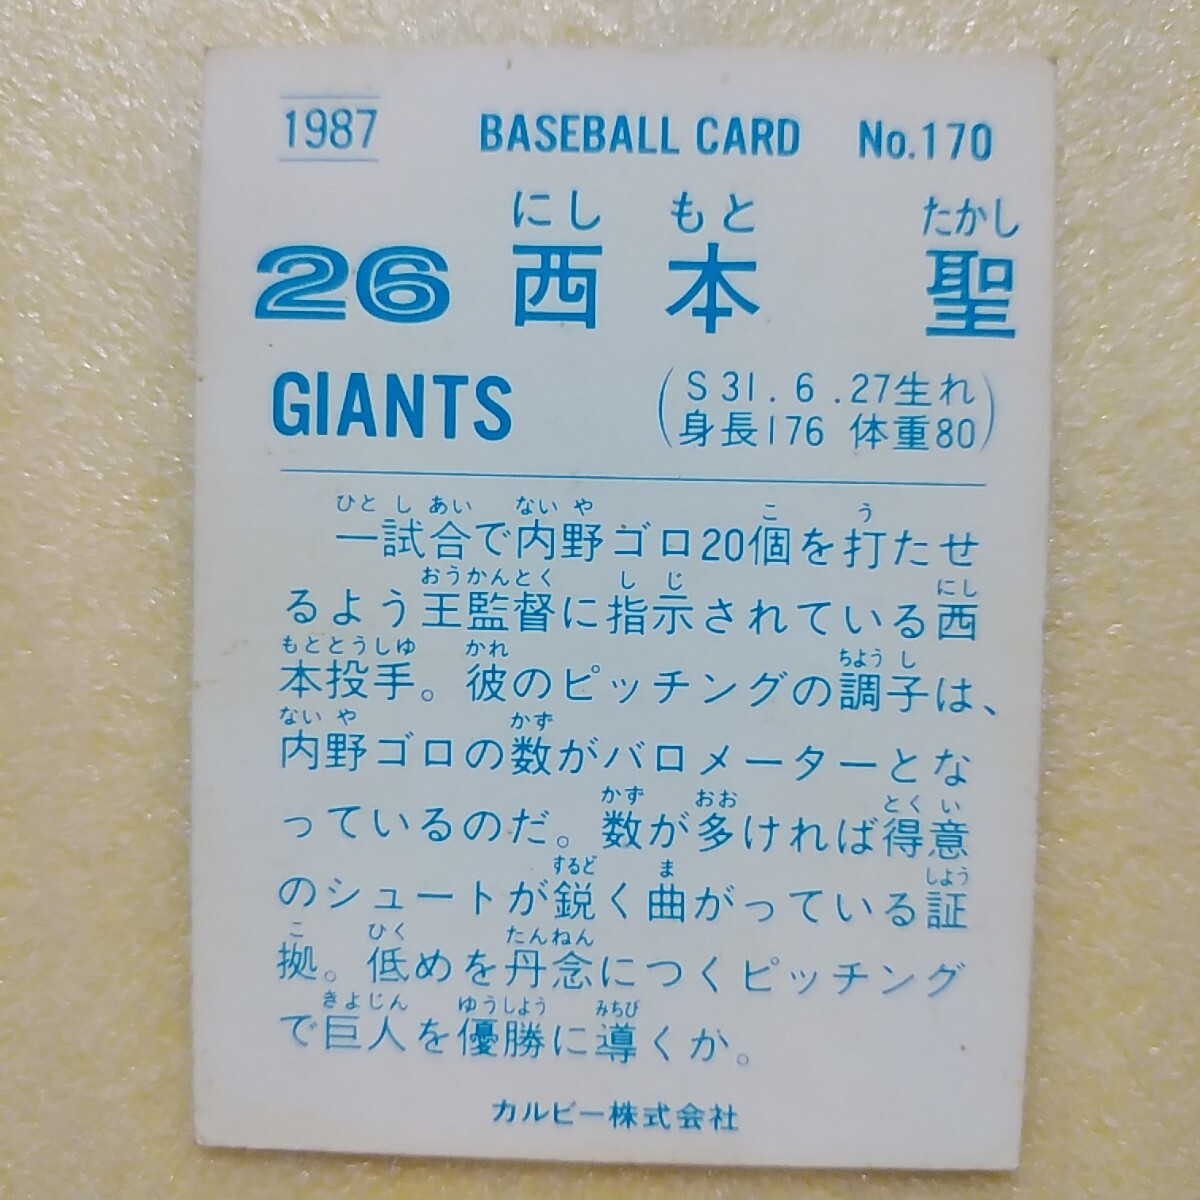 1987 BASEBALL CARD No.170
にし もと たかし
26 西本 聖
GIANTS
(S31.6.27生れ
身長176 体重80)
ひと し あい ない や こ う
一試合で内野ゴロ20個を打たせ
おうかんとく し じ にし
るよう王監督に指示されている西
もととうしゆ かれ ちよう し
本投手。彼のピッチングの調子は、
ない や かず
内野ゴロの数がバロメーターとな
かず おお とく い
っているのだ。数が多ければ得意
するど ま しよう
のシュートが鋭く曲がっている証
こ ひく たんねん
拠。低めを丹念につくピッチング
きよじん ゆうしよう みちび
で巨人を優勝に導くか。
カルビー株式会社